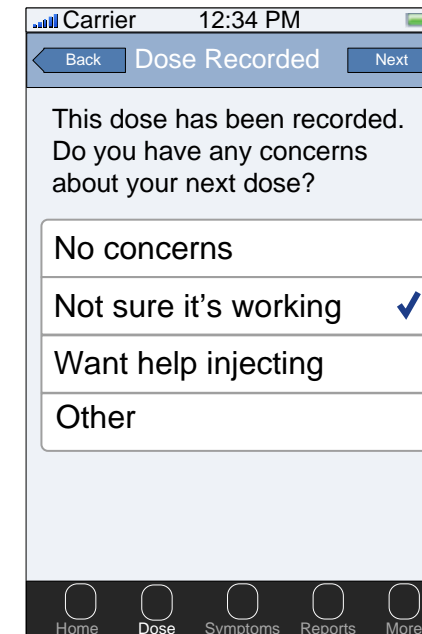 Carrier 12:34 PM
Back Dose Recorded Next
This dose has been recorded.
Do you have any concerns
about your next dose?
No concerns
Not sure it's working
Want help injecting
Other
Home Dose Symptoms Reports More